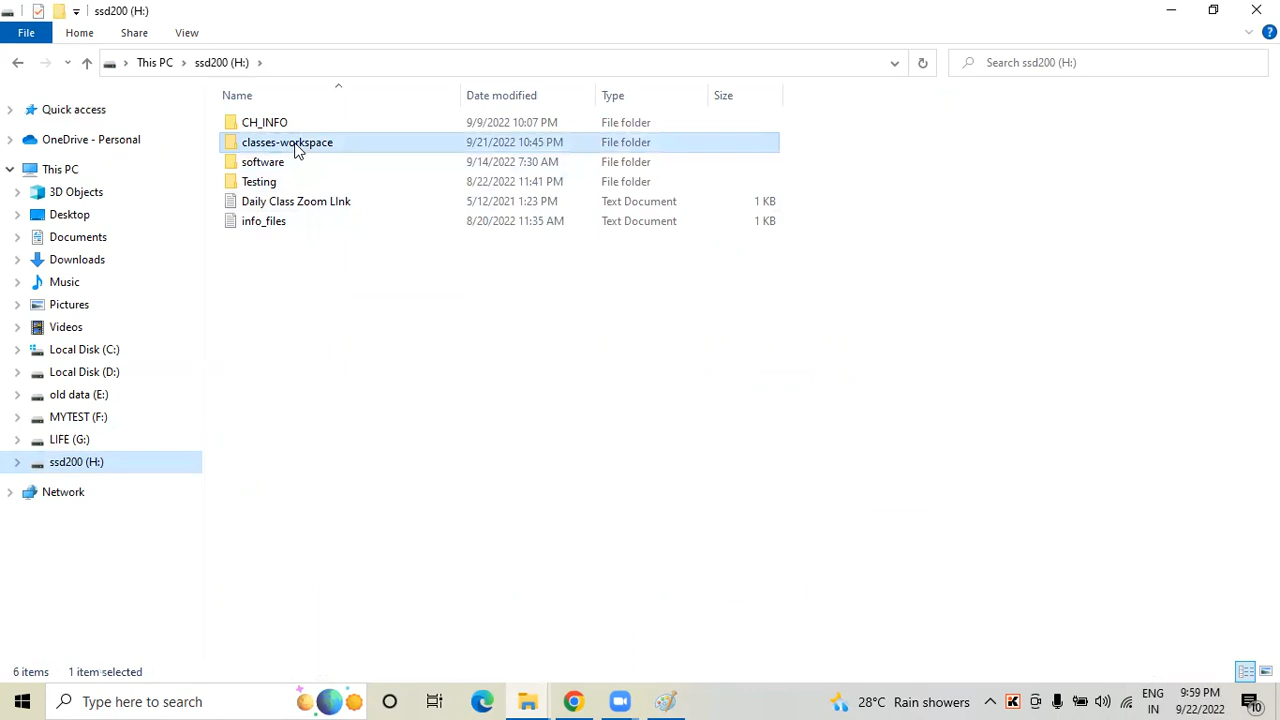 ssd200 (H:)
File Home Share View
This PC ssd200 (H:) Search ssd200 (H:)
Name Date modified Type Size
CH_INFO 9/9/2022 10:07 PM File folder
classes-workspace 9/21/2022 10:45 PM File folder
software 9/14/2022 7:30 AM File folder
Testing 8/22/2022 11:41 PM File folder
Daily Class Zoom LInk 5/12/2021 1:23 PM Text Document 1 KB
info_files 8/20/2022 11:35 AM Text Document 1 KB
Quick access
OneDrive - Personal
This PC
3D Objects
Desktop
Documents
Downloads
Music
Pictures
Videos
Local Disk (C:)
Local Disk (D:)
old data (E:)
MYTEST (F:)
LIFE (G:)
ssd200 (H:)
Network
6 items 1 item selected
Type here to search 28°C Rain showers ENG IN 9:59 PM 9/22/2022 10